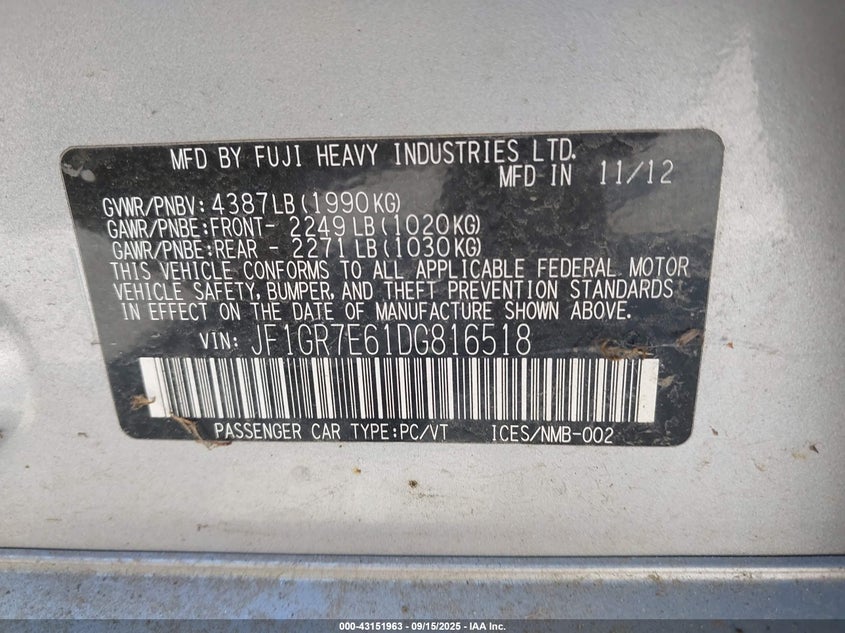 MFD BY FUJI HEAVY INDUSTRIES LTD.
MFD IN 11/12
GVWR/PNBV: 4387LB(1990KG)
GAWR/PNBE:FRONT- 2249LB(1020KG)
GAWR/PNBE:REAR - 2271LB(1030KG)
THIS VEHICLE CONFORMS TO ALL APPLICABLE FEDERAL MOTOR
VEHICLE SAFETY, BUMPER, AND THEFT PREVENTION STANDARDS
IN EFFECT ON THE DATE OF MANUFACTURE SHOWN ABOVE.
VIN: JF1GR7E61DG816518
PASSENGER CAR TYPE:PC/VT ICES/NMB-002
000-43151963 - 09/15/2025 - IAA Inc.